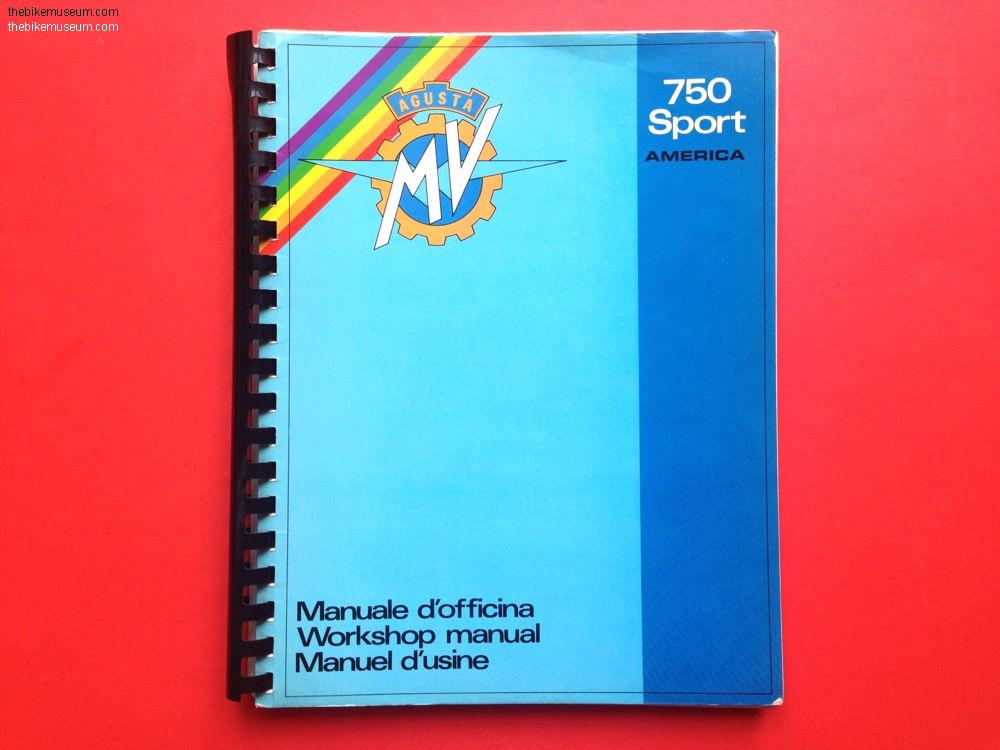 thebikemuseum.com
thebikemuseum.com
AGUSTA
MV
750
Sport
AMERICA
Manuale d'officina
Workshop manual
Manuel d'usine